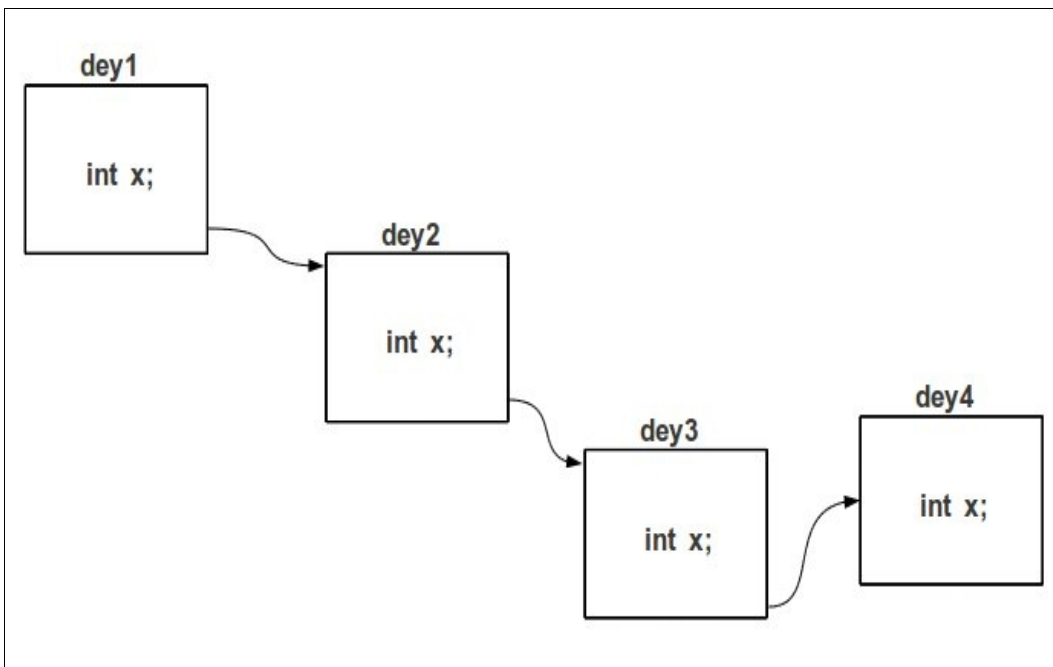 dey1
int x;
dey2
int x;
dey3
int x;
dey4
int x;